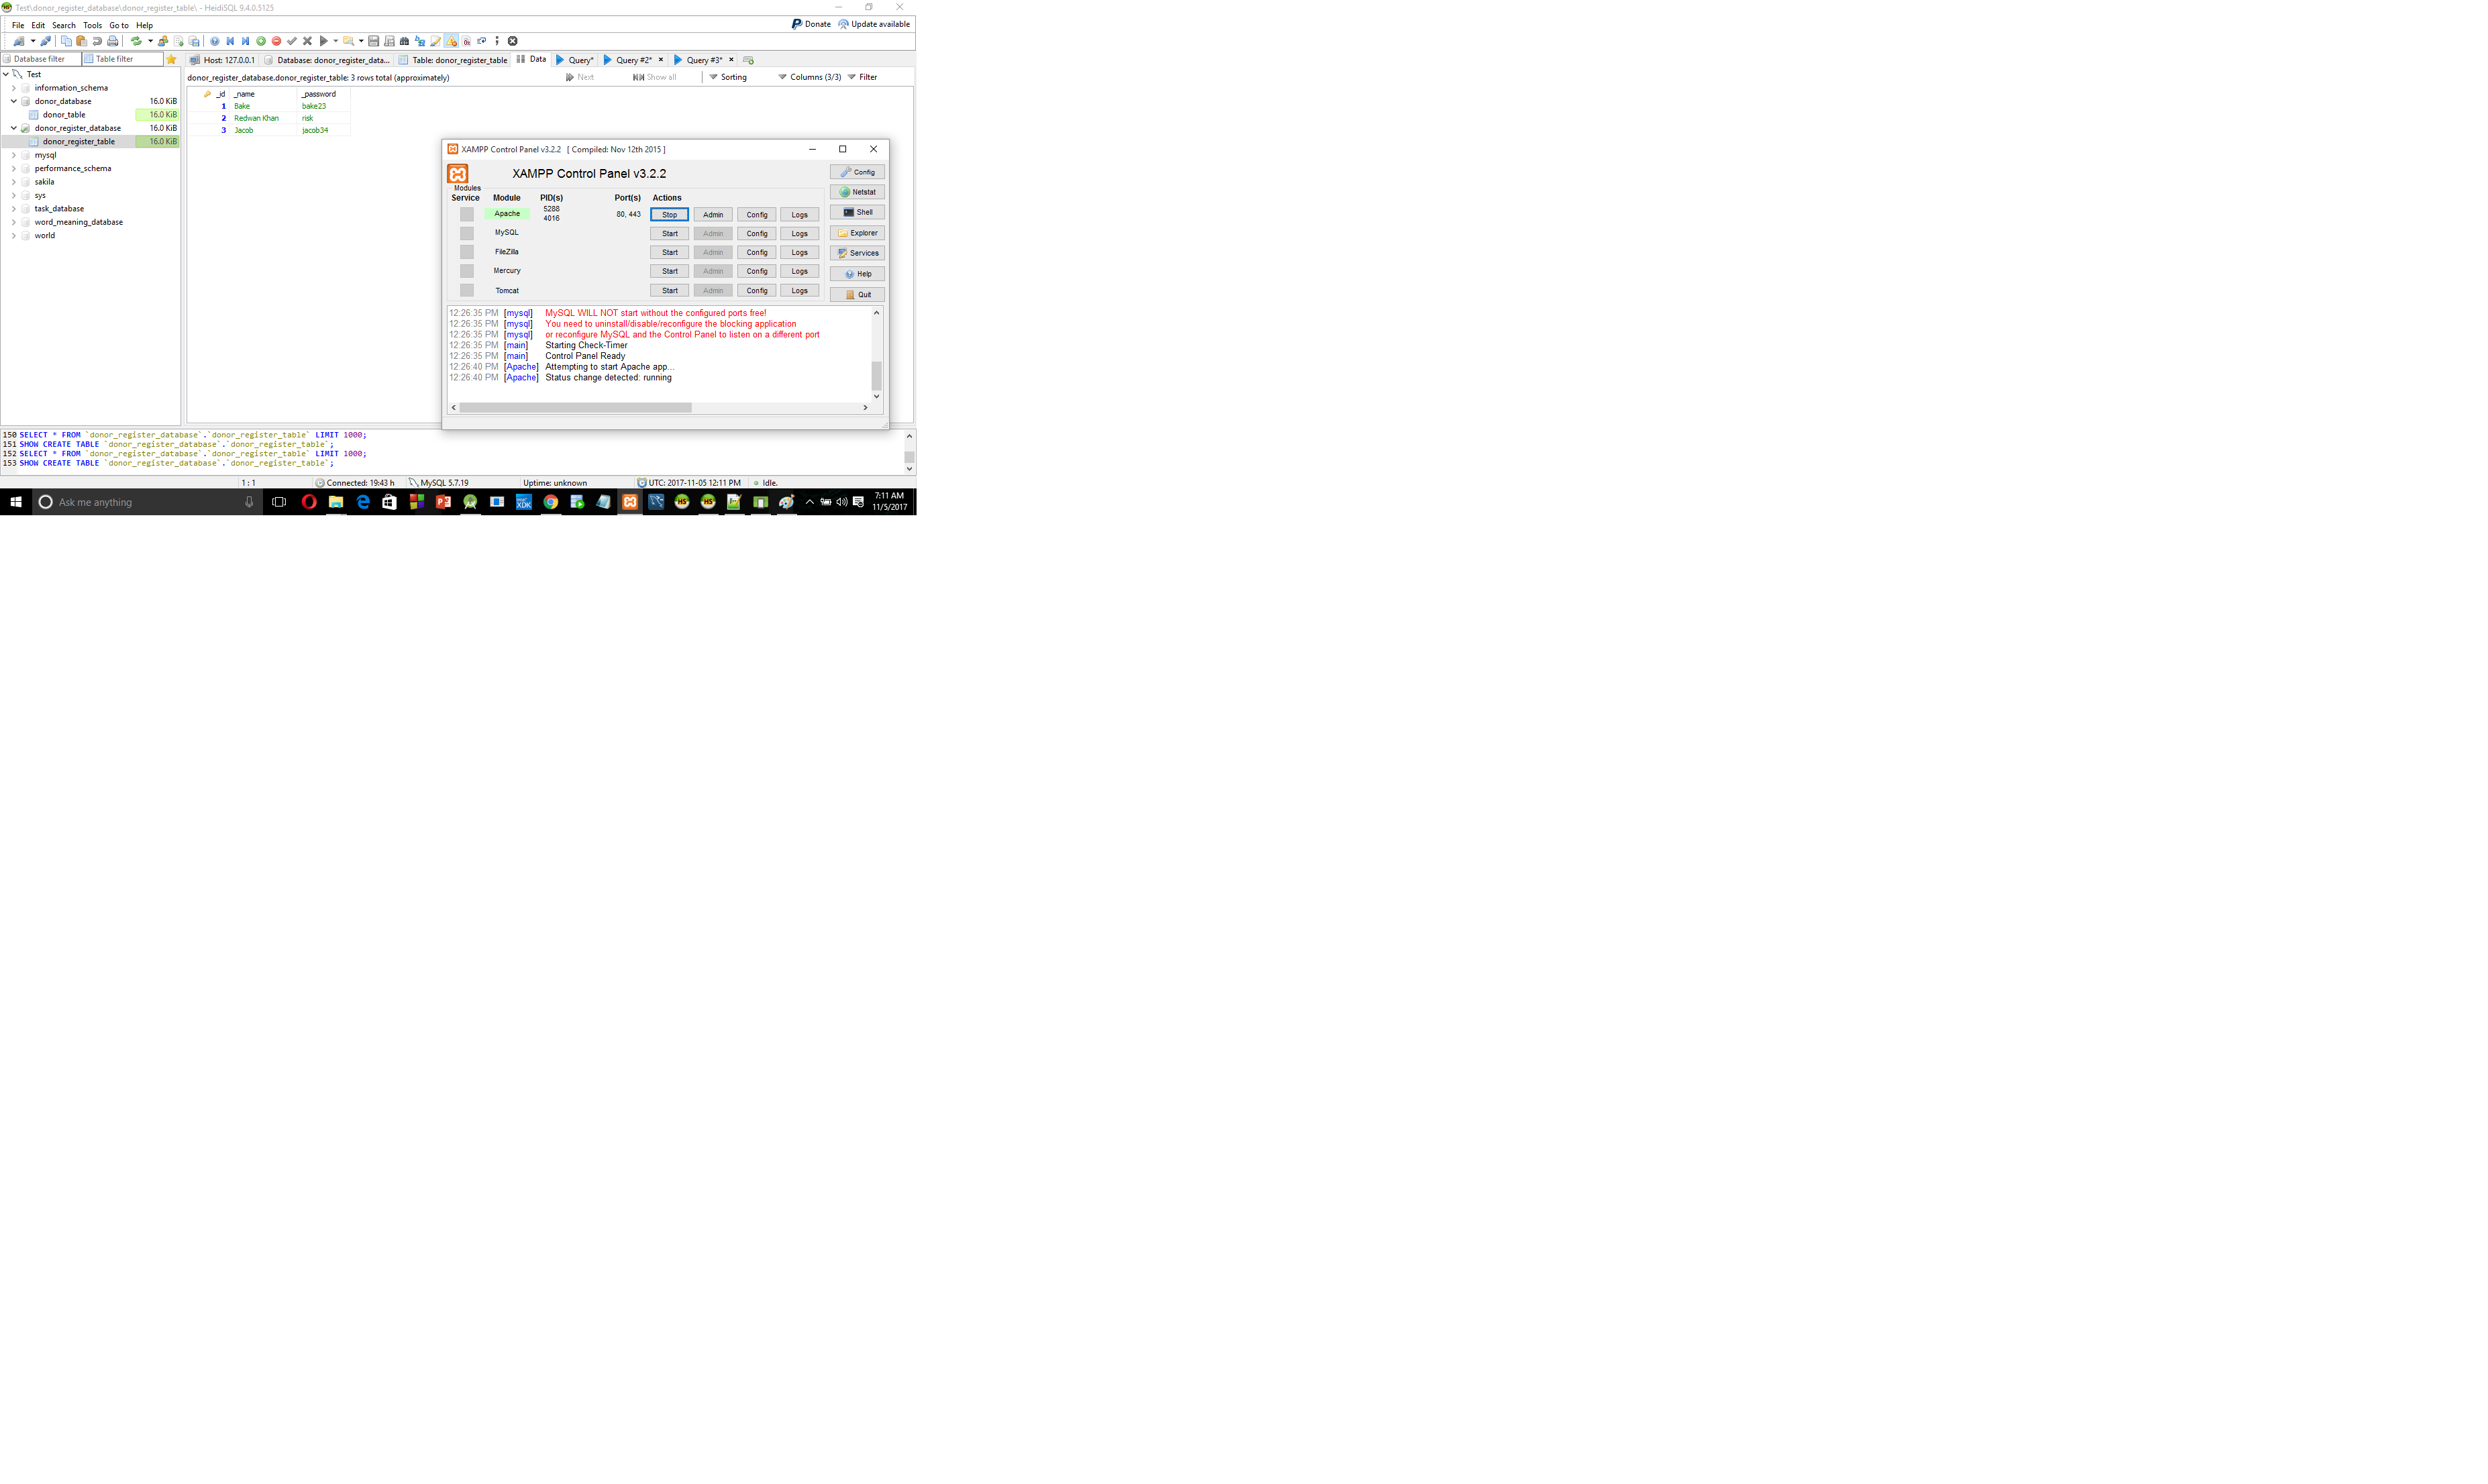 Test\donor_register_database\donor_register_table\ - HeidiSQL 9.4.0.5125
File Edit Search Tools Go to Help
Donate Update available
Database filter Table filter
Host: 127.0.0.1 Database: donor_register_data... Table: donor_register_table Data Query* Query #2* Query #3*
donor_register_database.donor_register_table: 3 rows total (approximately) Next Show all Sorting Columns (3/3) Filter
Test
information_schema
donor_database 16.0 KiB
donor_table 16.0 KiB
donor_register_database 16.0 KiB
donor_register_table 16.0 KiB
mysql
performance_schema
sakila
sys
task_database
word_meaning_database
world
_id _name _password
1 Bake bake23
2 Redwan Khan risk
3 Jacob jacob34
XAMPP Control Panel v3.2.2 [ Compiled: Nov 12th 2015 ]
XAMPP Control Panel v3.2.2
Modules
Service Module PID(s) Port(s) Actions
Apache 5288 4016 80, 443 Stop Admin Config Logs
MySQL Start Admin Config Logs
FileZilla Start Admin Config Logs
Mercury Start Admin Config Logs
Tomcat Start Admin Config Logs
Config
Netstat
Shell
Explorer
Services
Help
Quit
12:26:35 PM [mysql] MySQL WILL NOT start without the configured ports free!
12:26:35 PM [mysql] You need to uninstall/disable/reconfigure the blocking application
12:26:35 PM [mysql] or reconfigure MySQL and the Control Panel to listen on a different port
12:26:35 PM [main] Starting Check-Timer
12:26:35 PM [main] Control Panel Ready
12:26:40 PM [Apache] Attempting to start Apache app...
12:26:40 PM [Apache] Status change detected: running
150 SELECT * FROM `donor_register_database`.`donor_register_table` LIMIT 1000;
151 SHOW CREATE TABLE `donor_register_database`.`donor_register_table`;
152 SELECT * FROM `donor_register_database`.`donor_register_table` LIMIT 1000;
153 SHOW CREATE TABLE `donor_register_database`.`donor_register_table`;
1 : 1 Connected: 19:43 h MySQL 5.7.19 Uptime: unknown UTC: 2017-11-05 12:11 PM Idle.
Ask me anything
7:11 AM
11/5/2017